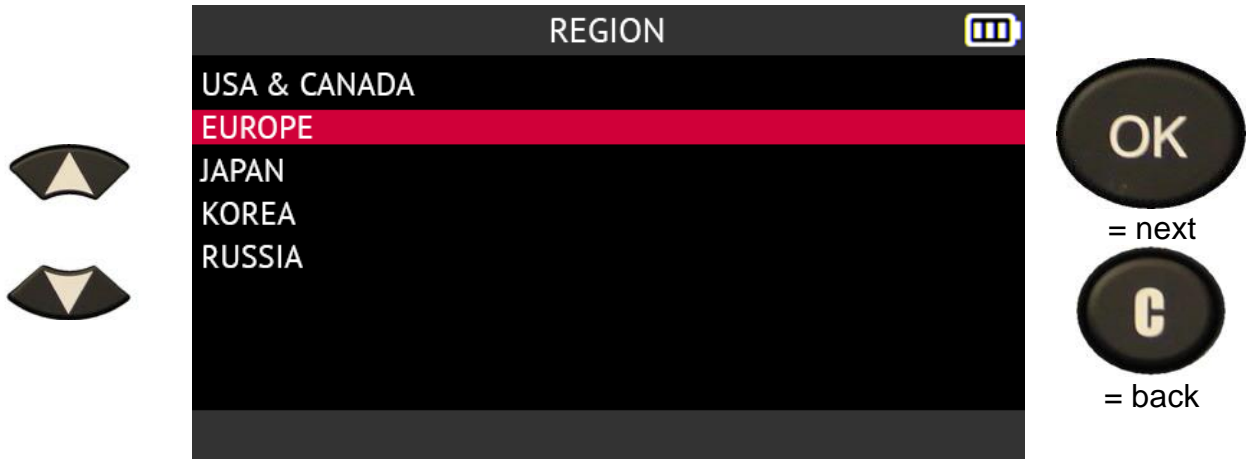 REGION
USA & CANADA
EUROPE
JAPAN
KOREA
RUSSIA
OK
= next
C
= back